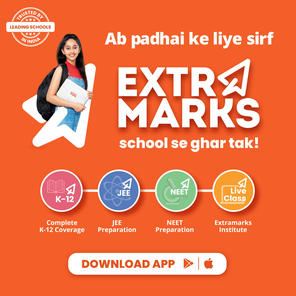 TRUSTED BY
LEADING SCHOOLS
IN INDIA
Ab padhai ke liye sirf
EXTRA
MARKS
school se ghar tak!
K-12
JEE
NEET
Live
Class
Complete
K-12 Coverage
JEE
Preparation
NEET
Preparation
Extramarks
Institute
DOWNLOAD APP